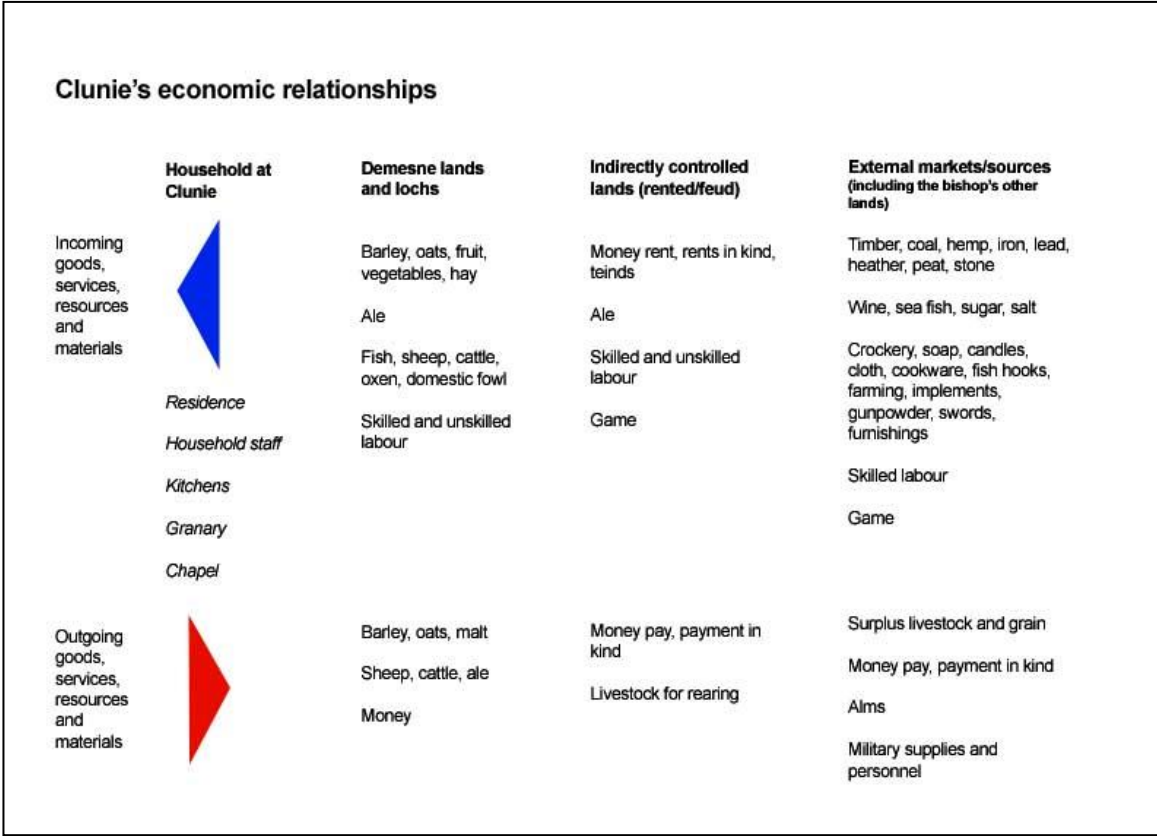 Clunie's economic relationships
Household at
Clunie
Demesne lands
and lochs
Indirectly controlled
lands (rented/feud)
External markets/sources
(including the bishop's other
lands)
Incoming
goods,
services,
resources
and
materials
Residence
Household staff
Kitchens
Granary
Chapel
Barley, oats, fruit,
vegetables, hay
Ale
Fish, sheep, cattle,
oxen, domestic fowl
Skilled and unskilled
labour
Money rent, rents in kind,
teinds
Ale
Skilled and unskilled
labour
Game
Timber, coal, hemp, iron, lead,
heather, peat, stone
Wine, sea fish, sugar, salt
Crockery, soap, candles,
cloth, cookware, fish hooks,
farming, implements,
gunpowder, swords,
furnishings
Skilled labour
Game
Outgoing
goods,
services,
resources
and
materials
Barley, oats, malt
Sheep, cattle, ale
Money
Money pay, payment in
kind
Livestock for rearing
Surplus livestock and grain
Money pay, payment in kind
Alms
Military supplies and
personnel